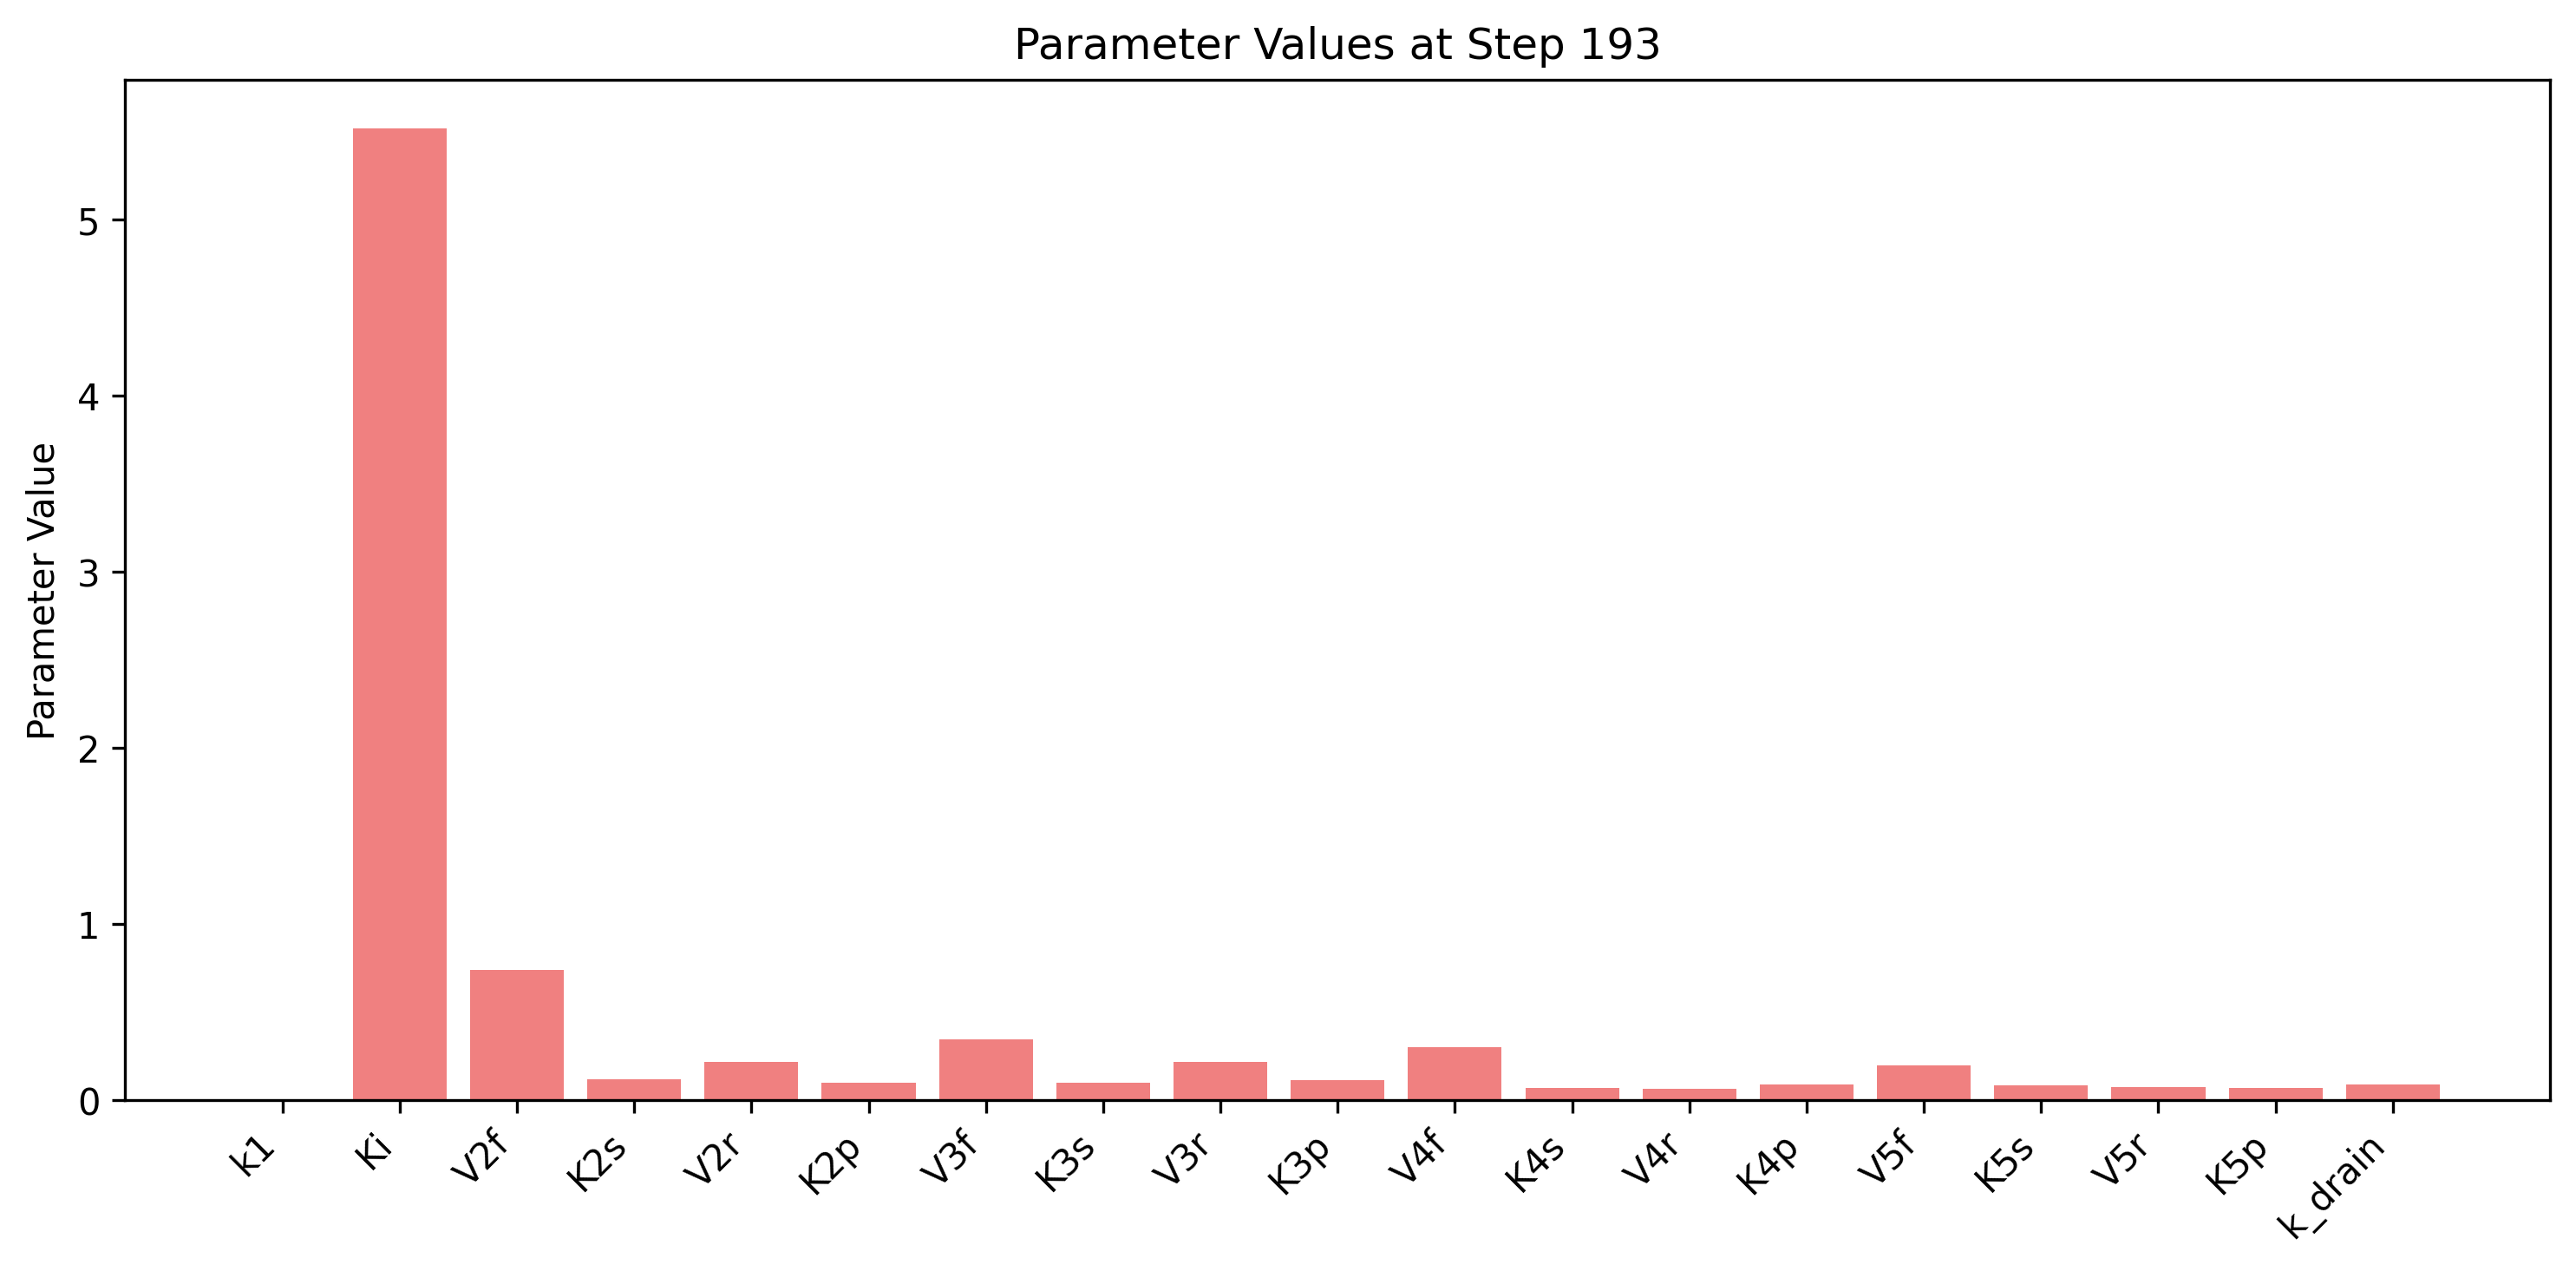 Parameter Values at Step 193
Parameter Value
5
4
3
2
1
0
k1
Ki
V2f
K2s
V2r
K2p
V3f
K3s
V3r
K3p
V4f
K4s
V4r
K4p
V5f
K5s
V5r
K5p
k_drain